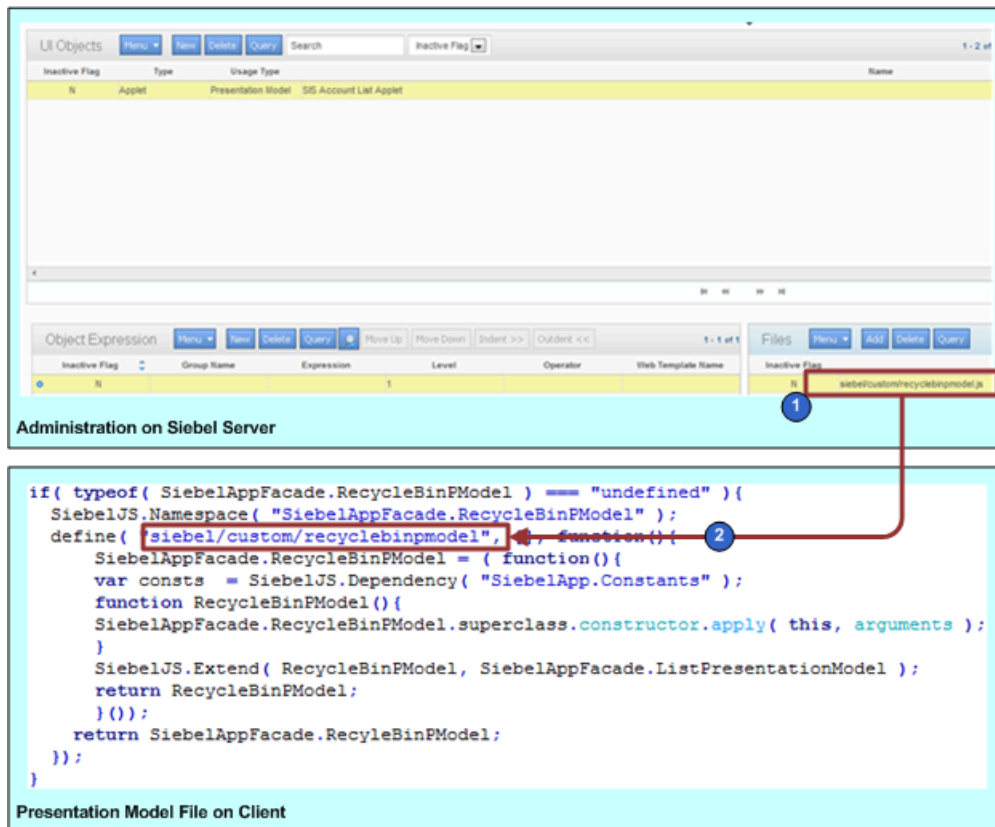 UI Objects Menu New Delete Query Search Inactive Flag 1 - 2 of
Inactive Flag Type Usage Type Name
N Applet Presentation Model SIS Account List Applet
Object Expression Menu New Delete Query Move Up Move Down Indent >> Outdent << 1 - 1 of 1
Files Menu Add Delete Query
Inactive Flag Group Name Expression Level Operator Web Template Name
Inactive Flag
N 1
N siebel/custom/recyclebinpmodel.js
1
Administration on Siebel Server
if( typeof( SiebelAppFacade.RecycleBinPModel ) === "undefined" ){
SiebelJS.Namespace( "SiebelAppFacade.RecycleBinPModel" );
define( "siebel/custom/recyclebinpmodel", [], function(){
2
SiebelAppFacade.RecycleBinPModel = ( function(){
var consts = SiebelJS.Dependency( "SiebelApp.Constants" );
function RecycleBinPModel(){
SiebelAppFacade.RecycleBinPModel.superclass.constructor.apply( this, arguments );
}
SiebelJS.Extend( RecycleBinPModel, SiebelAppFacade.ListPresentationModel );
return RecycleBinPModel;
}());
return SiebelAppFacade.RecyleBinPModel;
});
}
Presentation Model File on Client